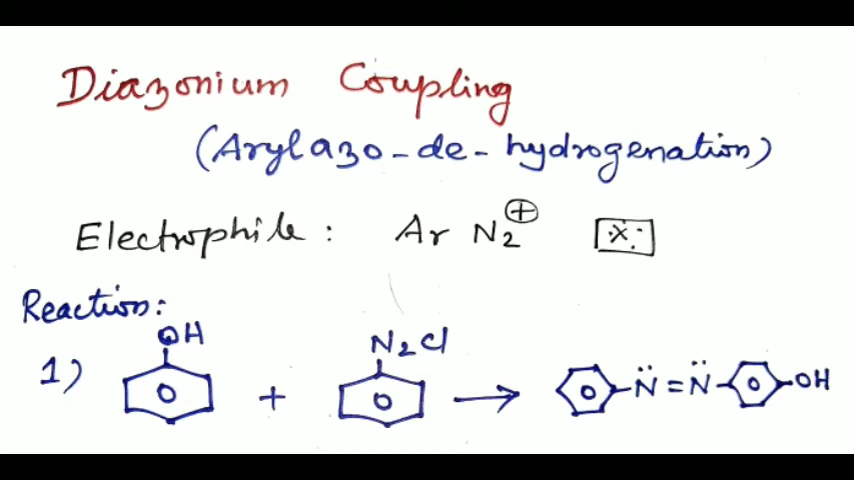 Diazonium Coupling
(Arylazo-de-hydrogenation)
Electrophile: Ar N₂⊕ X:
Reaction:
1) OH + N₂Cl → N̈=N̈ OH